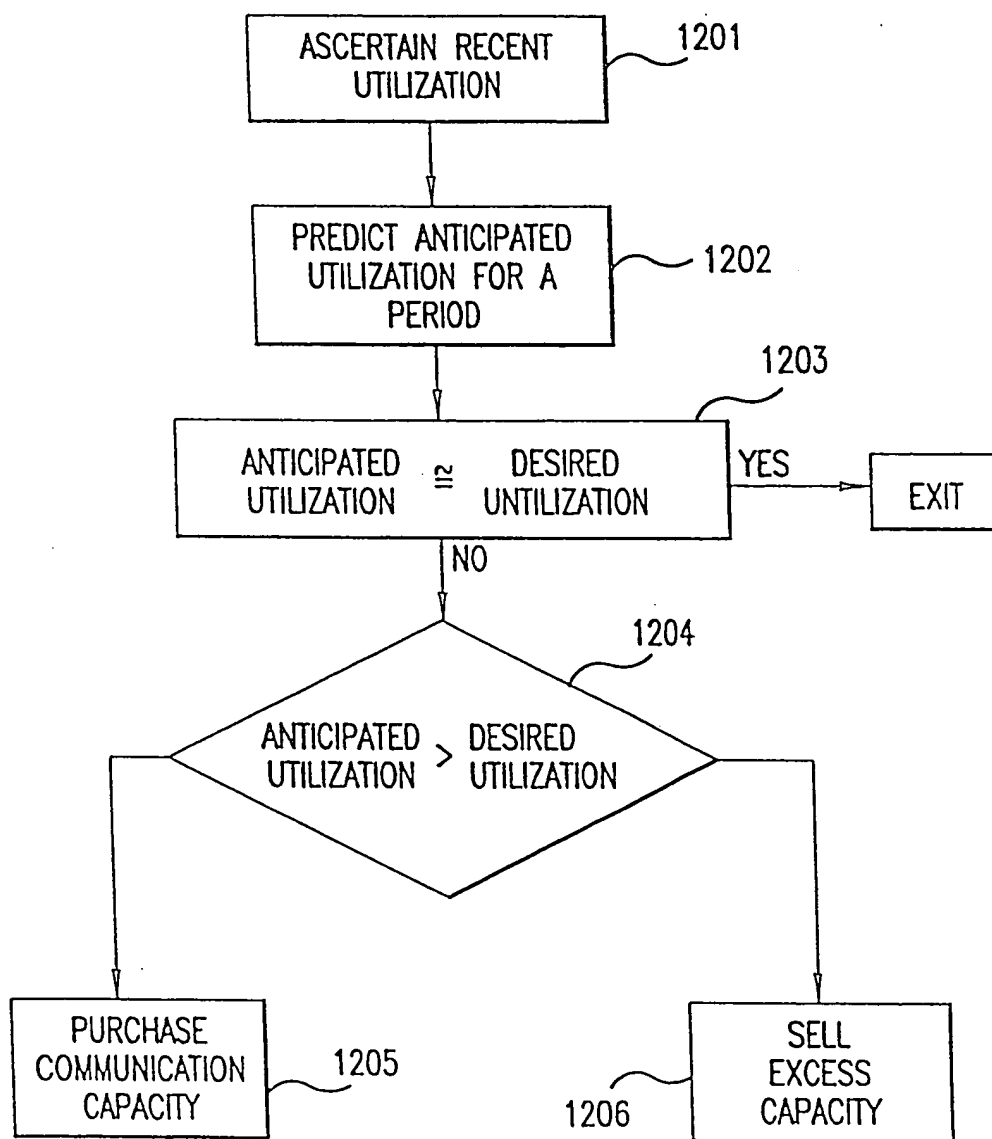 ASCERTAIN RECENT
UTILIZATION
1201
PREDICT ANTICIPATED
UTILIZATION FOR A
PERIOD
1202
1203
ANTICIPATED ≅ DESIRED
UTILIZATION UNTILIZATION
YES
EXIT
NO
1204
ANTICIPATED > DESIRED
UTILIZATION UTILIZATION
PURCHASE
COMMUNICATION
CAPACITY
1205
SELL
EXCESS
CAPACITY
1206